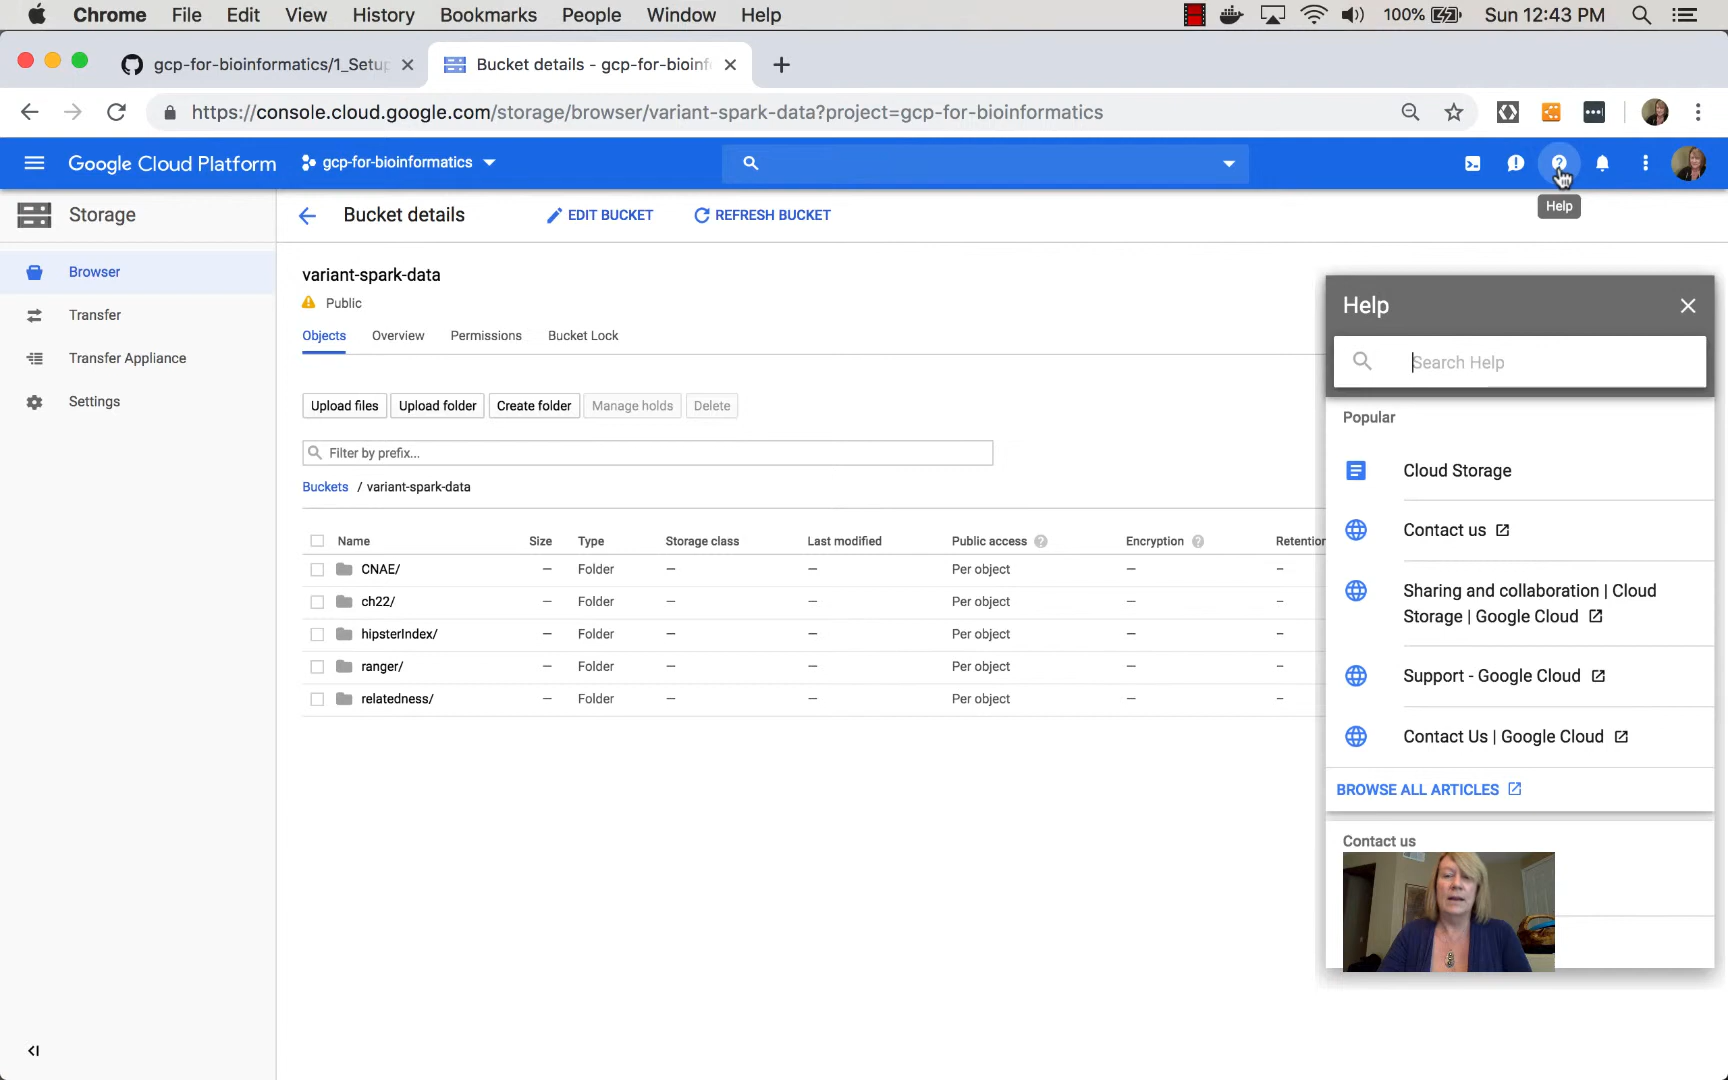 Chrome File Edit View History Bookmarks People Window Help 100% Sun 12:43 PM
gcp-for-bioinformatics/1_Setup
Bucket details - gcp-for-bioinf
https://console.cloud.google.com/storage/browser/variant-spark-data?project=gcp-for-bioinformatics
Google Cloud Platform gcp-for-bioinformatics
Help
Storage
Browser
Transfer
Transfer Appliance
Settings
Bucket details EDIT BUCKET REFRESH BUCKET
variant-spark-data
Public
Objects Overview Permissions Bucket Lock
Upload files Upload folder Create folder Manage holds Delete
Filter by prefix...
Buckets / variant-spark-data
Name Size Type Storage class Last modified Public access Encryption Retention
CNAE/ — Folder — — Per object — –
ch22/ — Folder — — Per object — –
hipsterIndex/ — Folder — — Per object — –
ranger/ — Folder — — Per object — –
relatedness/ — Folder — — Per object — –
Help
Search Help
Popular
Cloud Storage
Contact us
Sharing and collaboration | Cloud
Storage | Google Cloud
Support - Google Cloud
Contact Us | Google Cloud
BROWSE ALL ARTICLES
Contact us